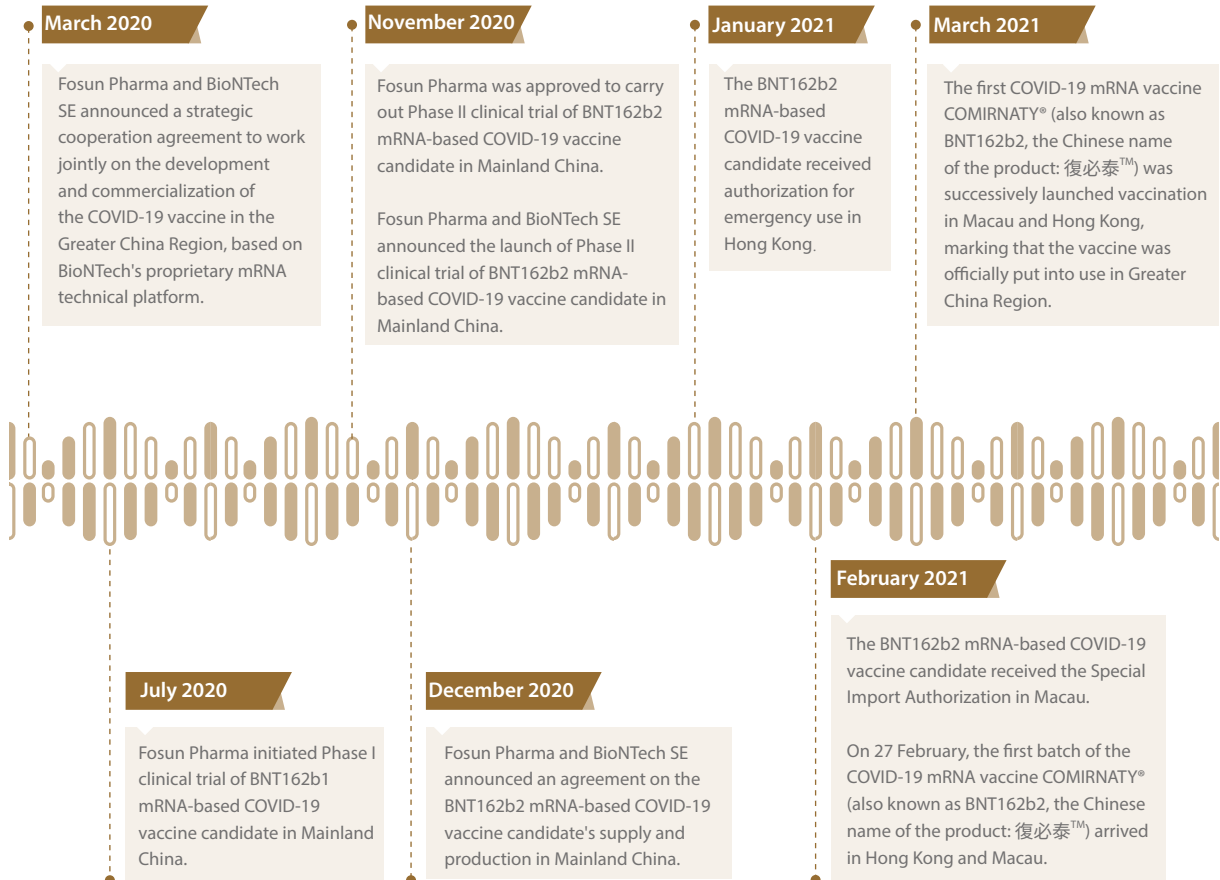 March 2020
Fosun Pharma and BioNTech
SE announced a strategic
cooperation agreement to work
jointly on the development
and commercialization of
the COVID-19 vaccine in the
Greater China Region, based on
BioNTech's proprietary mRNA
technical platform.
November 2020
Fosun Pharma was approved to carry
out Phase II clinical trial of BNT162b2
mRNA-based COVID-19 vaccine
candidate in Mainland China.
Fosun Pharma and BioNTech SE
announced the launch of Phase II
clinical trial of BNT162b2 mRNA-
based COVID-19 vaccine candidate in
Mainland China.
January 2021
The BNT162b2
mRNA-based
COVID-19 vaccine
candidate received
authorization for
emergency use in
Hong Kong.
March 2021
The first COVID-19 mRNA vaccine
COMIRNATY® (also known as
BNT162b2, the Chinese name
of the product: 復必泰™) was
successively launched vaccination
in Macau and Hong Kong,
marking that the vaccine was
officially put into use in Greater
China Region.
July 2020
Fosun Pharma initiated Phase I
clinical trial of BNT162b1
mRNA-based COVID-19
vaccine candidate in Mainland
China.
December 2020
Fosun Pharma and BioNTech SE
announced an agreement on the
BNT162b2 mRNA-based COVID-19
vaccine candidate's supply and
production in Mainland China.
February 2021
The BNT162b2 mRNA-based COVID-19
vaccine candidate received the Special
Import Authorization in Macau.
On 27 February, the first batch of the
COVID-19 mRNA vaccine COMIRNATY®
(also known as BNT162b2, the Chinese
name of the product: 復必泰™) arrived
in Hong Kong and Macau.